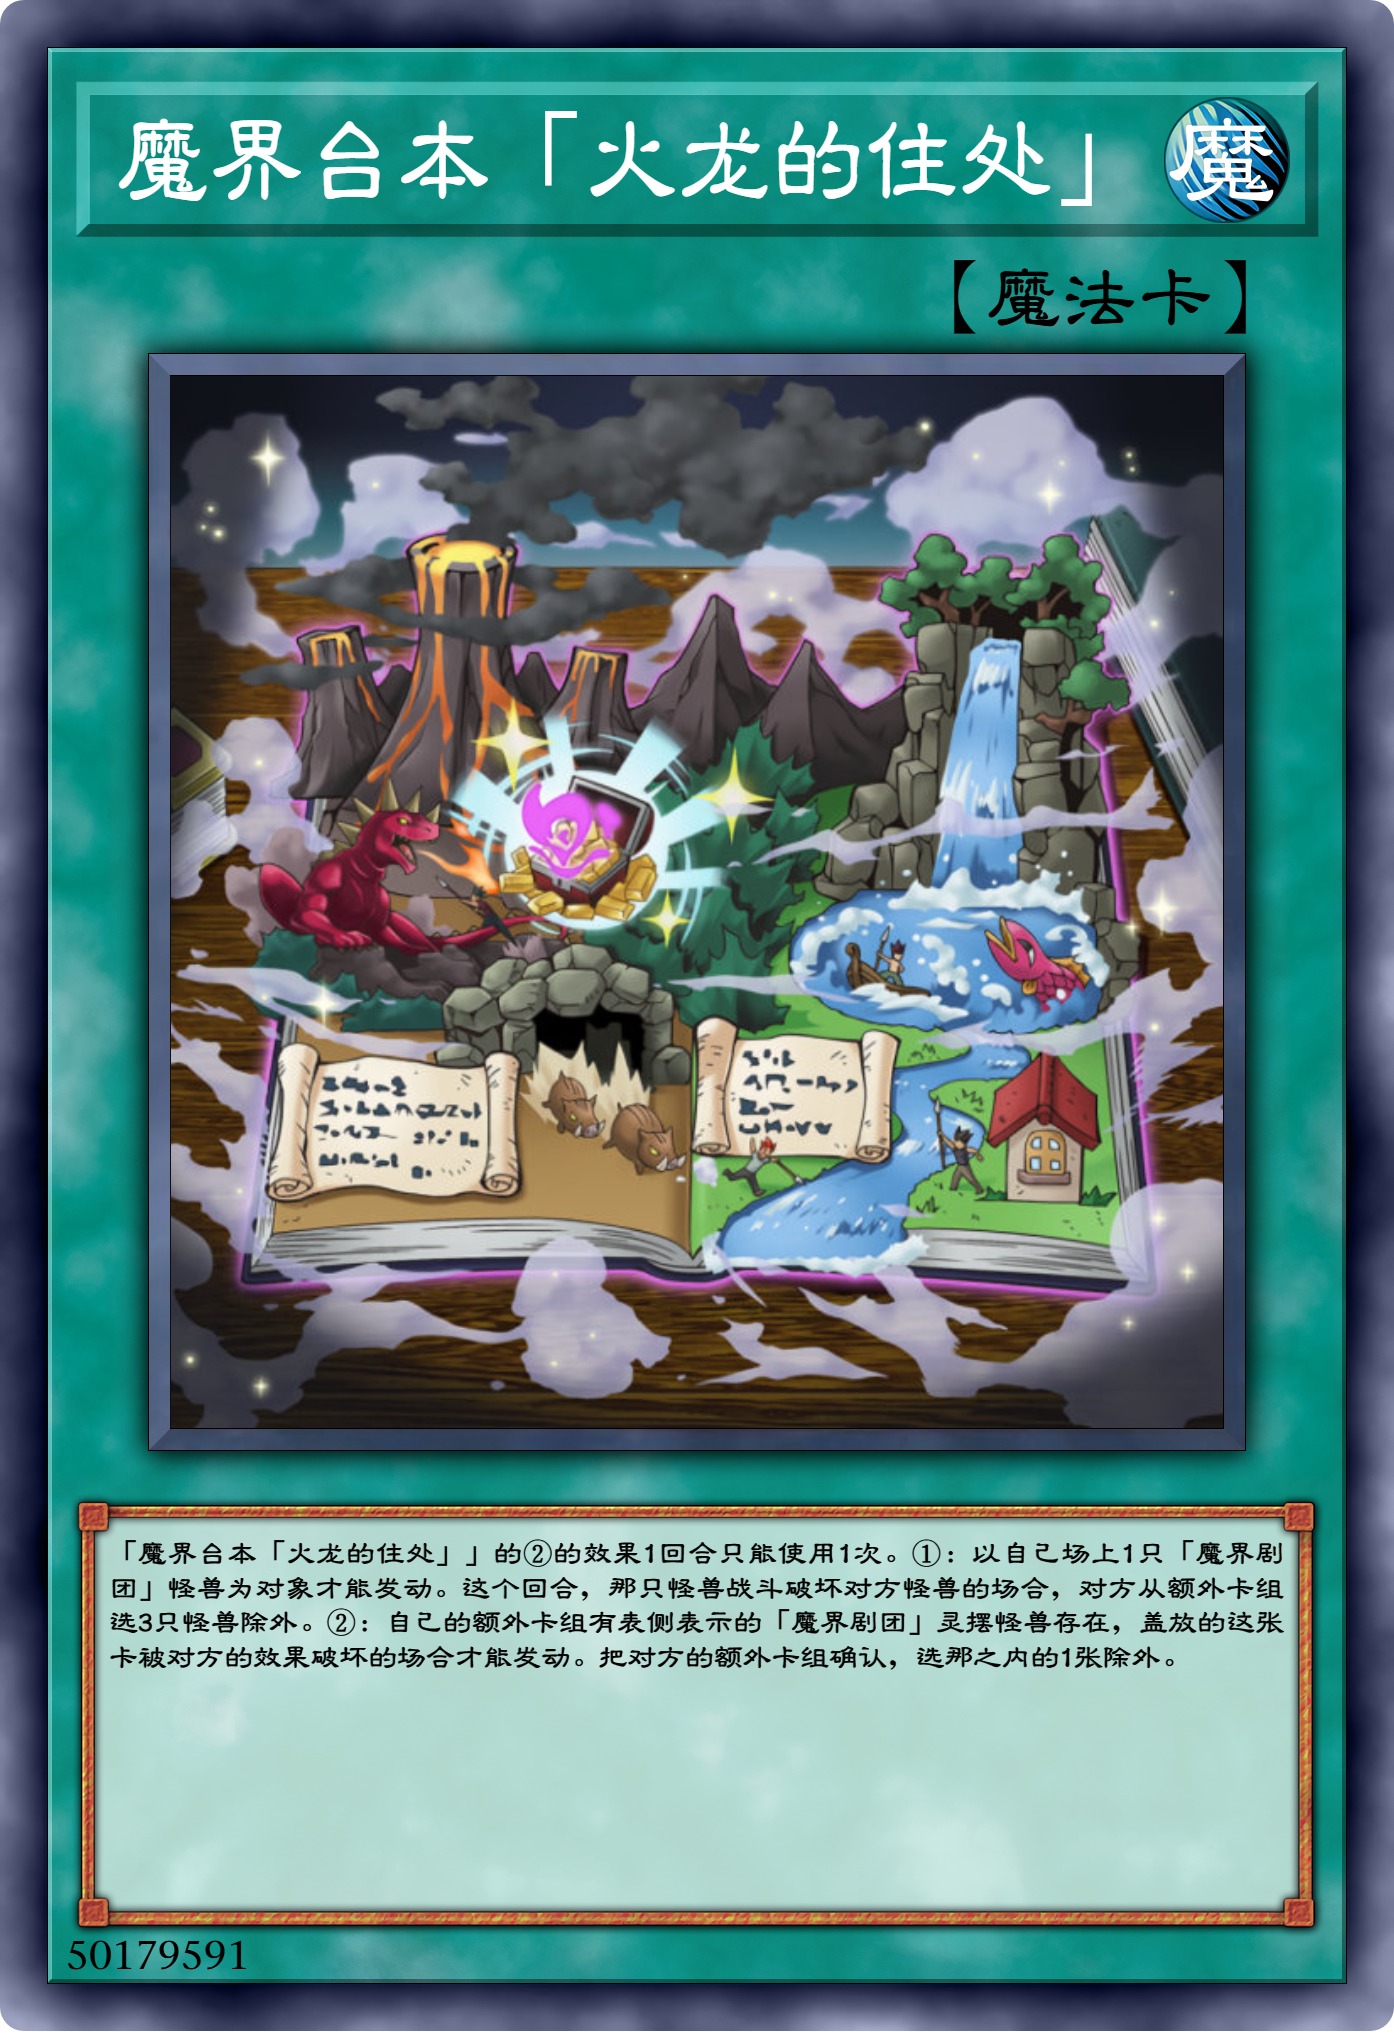 魔界台本「火龙的住处」 魔
【魔法卡】
「魔界台本「火龙的住处」」的②的效果1回合只能使用1次。①：以自己场上1只「魔界剧
团」怪兽为对象才能发动。这个回合，那只怪兽战斗破坏对方怪兽的场合，对方从额外卡组
选3只怪兽除外。②：自己的额外卡组有表侧表示的「魔界剧团」灵摆怪兽存在，盖放的这张
卡被对方的效果破坏的场合才能发动。把对方的额外卡组确认，选那之内的1张除外。
50179591